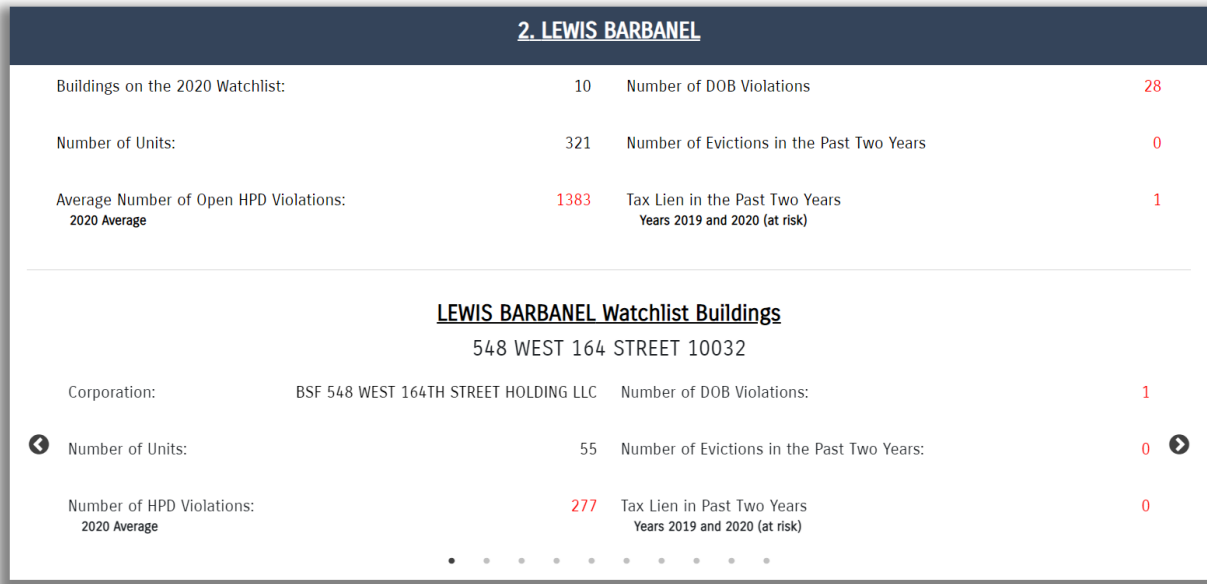 2. LEWIS BARBANEL
Buildings on the 2020 Watchlist: 10 Number of DOB Violations 28
Number of Units: 321 Number of Evictions in the Past Two Years 0
Average Number of Open HPD Violations: 1383 Tax Lien in the Past Two Years 1
2020 Average Years 2019 and 2020 (at risk)
LEWIS BARBANEL Watchlist Buildings
548 WEST 164 STREET 10032
Corporation: BSF 548 WEST 164TH STREET HOLDING LLC Number of DOB Violations: 1
Number of Units: 55 Number of Evictions in the Past Two Years: 0
Number of HPD Violations: 277 Tax Lien in Past Two Years 0
2020 Average Years 2019 and 2020 (at risk)